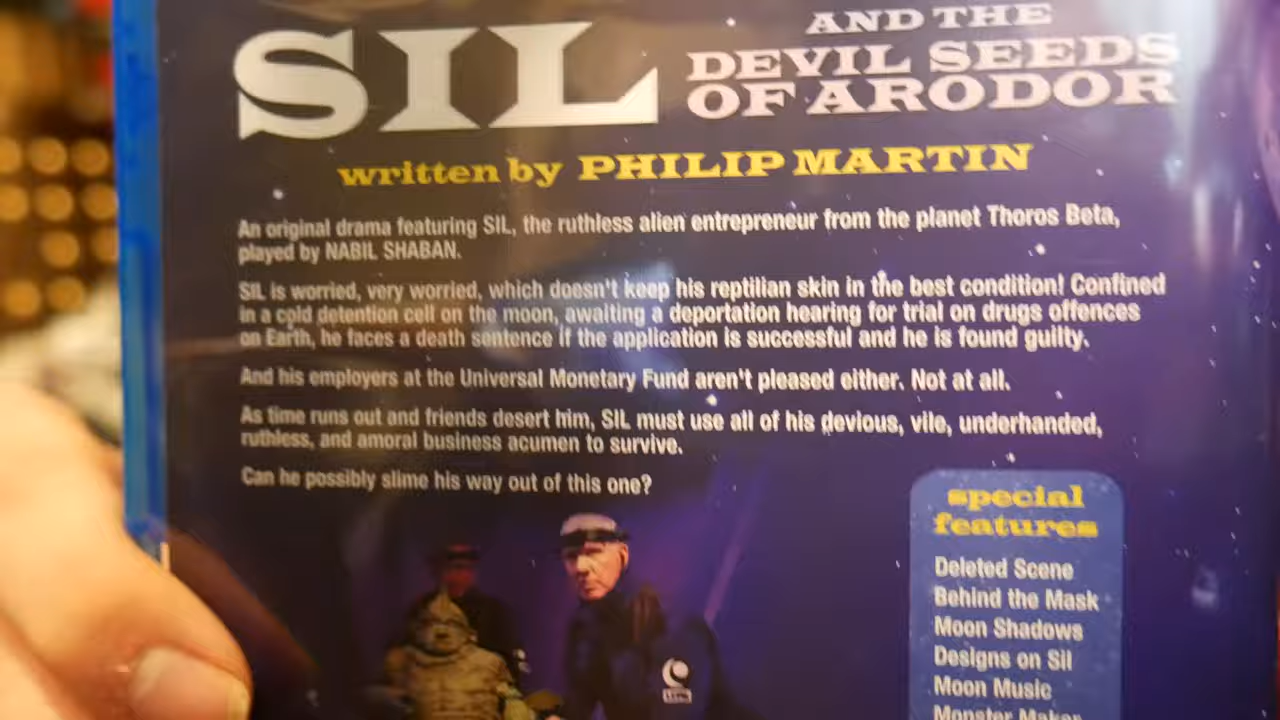 SIL
AND THE
DEVIL SEEDS
OF ARODOR
written by PHILIP MARTIN
An original drama featuring SIL, the ruthless alien entrepreneur from the planet Thoros Beta,
played by NABIL SHABAN.
SIL is worried, very worried, which doesn't keep his reptilian skin in the best condition! Confined
in a cold detention cell on the moon, awaiting a deportation hearing for trial on drugs offences
on Earth, he faces a death sentence if the application is successful and he is found guilty.
And his employers at the Universal Monetary Fund aren't pleased either. Not at all.
As time runs out and friends desert him, SIL must use all of his devious, vile, underhanded,
ruthless, and amoral business acumen to survive.
Can he possibly slime his way out of this one?
special
features
Deleted Scene
Behind the Mask
Moon Shadows
Designs on Sil
Moon Music
Monster Maker